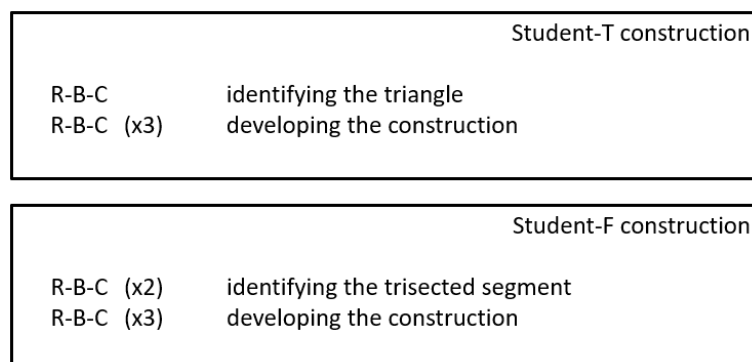 Student-T construction
R-B-C identifying the triangle
R-B-C (x3) developing the construction
Student-F construction
R-B-C (x2) identifying the trisected segment
R-B-C (x3) developing the construction